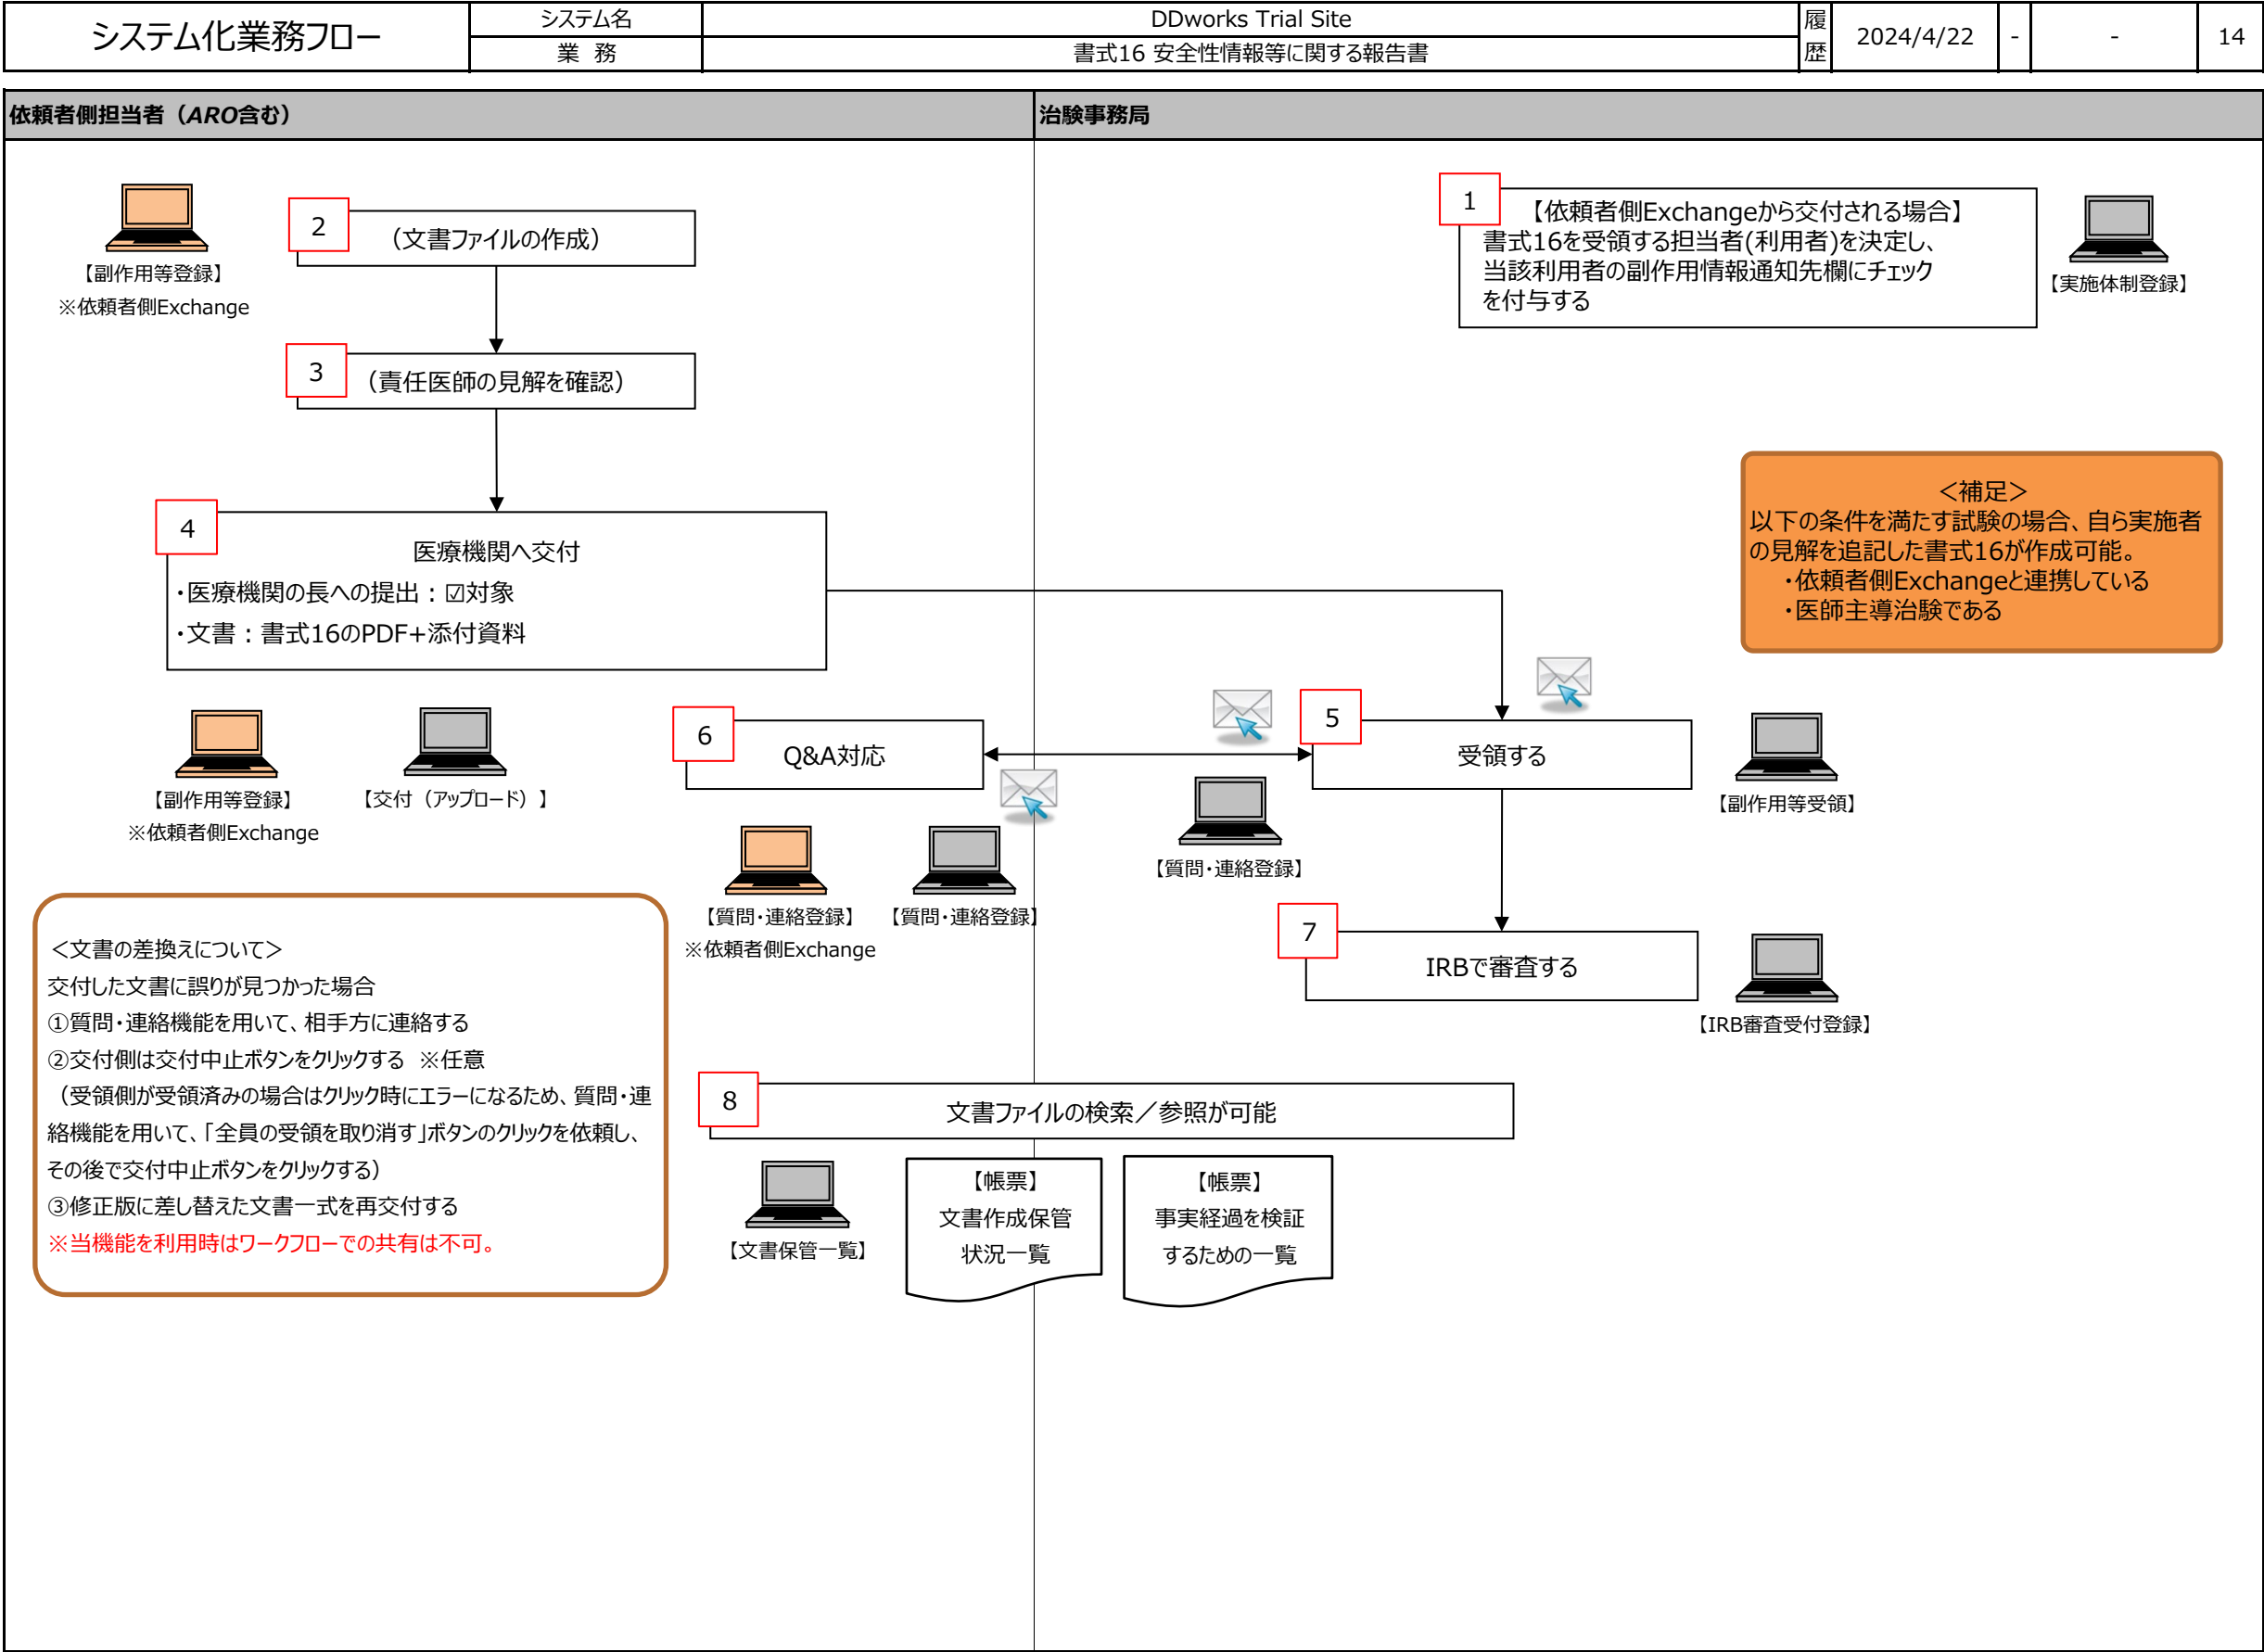 システム化業務フロー
システム名
DDworks Trial Site
業 務
書式16 安全性情報等に関する報告書
履歴
2024/4/22
-
-
14
依頼者側担当者（ARO含む）
治験事務局
1
【依頼者側Exchangeから交付される場合】
書式16を受領する担当者(利用者)を決定し、
当該利用者の副作用情報通知先欄にチェック
を付与する
【実施体制登録】
2
（文書ファイルの作成）
【副作用等登録】
※依頼者側Exchange
3
（責任医師の見解を確認）
4
医療機関へ交付
・医療機関の長への提出：☑対象
・文書：書式16のPDF+添付資料
【副作用等登録】
※依頼者側Exchange
【交付（アップロード）】
＜補足＞
以下の条件を満たす試験の場合、自ら実施者
の見解を追記した書式16が作成可能。
・依頼者側Exchangeと連携している
・医師主導治験である
5
受領する
【副作用等受領】
6
Q&A対応
【質問・連絡登録】
【質問・連絡登録】
※依頼者側Exchange
【質問・連絡登録】
7
IRBで審査する
【IRB審査受付登録】
＜文書の差換えについて＞
交付した文書に誤りが見つかった場合
①質問・連絡機能を用いて、相手方に連絡する
②交付側は交付中止ボタンをクリックする ※任意
（受領側が受領済みの場合はクリック時にエラーになるため、質問・連
絡機能を用いて、「全員の受領を取り消す」ボタンのクリックを依頼し、
その後で交付中止ボタンをクリックする）
③修正版に差し替えた文書一式を再交付する
※当機能を利用時はワークフローでの共有は不可。
8
文書ファイルの検索／参照が可能
【文書保管一覧】
【帳票】
文書作成保管
状況一覧
【帳票】
事実経過を検証
するための一覧